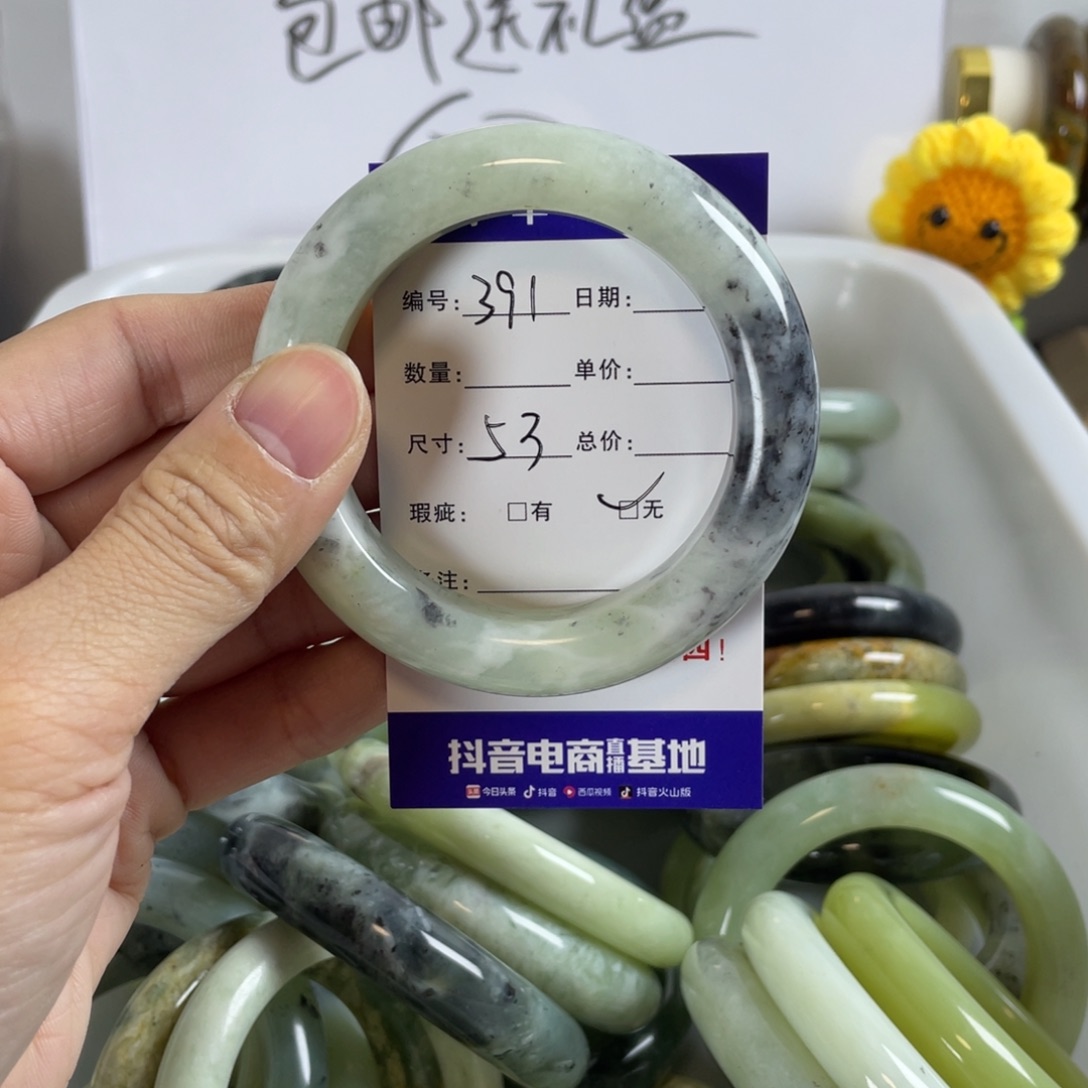 包邮送礼盒
编号: 391 日期:
数量: 单价:
尺寸: 53 总价:
瑕疵: □有 ☑无
注:
!
抖音电商直播基地
今日头条 抖音 西瓜视频 抖音火山版